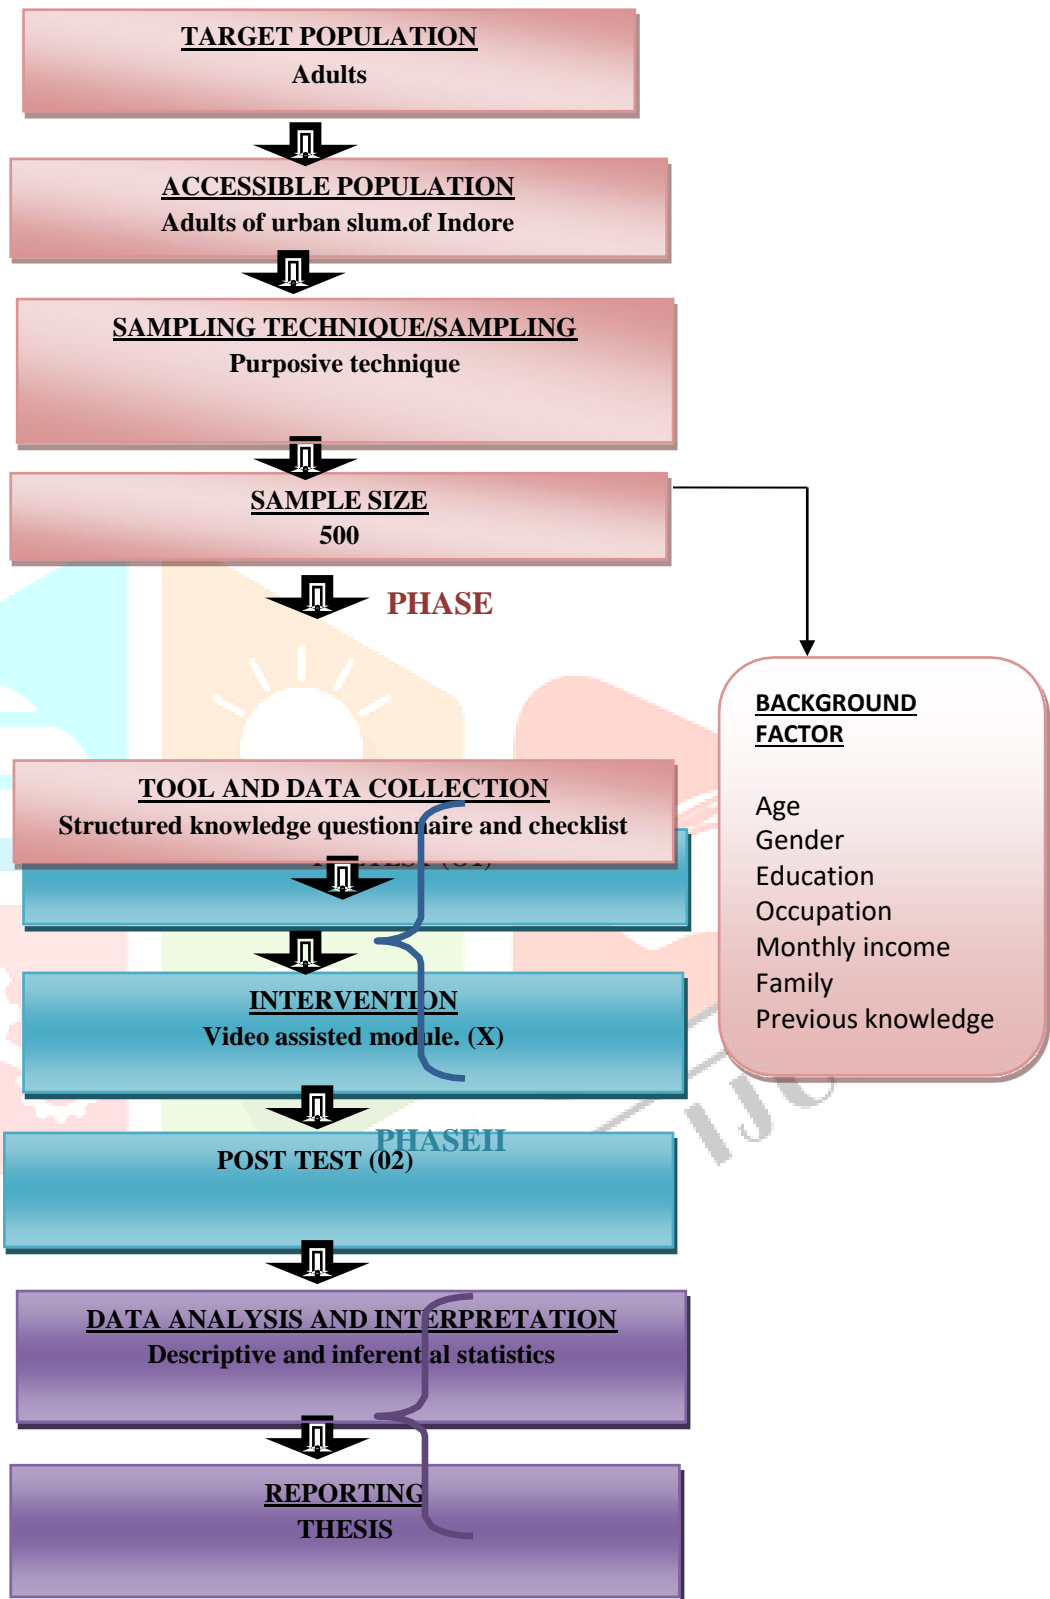 TARGET POPULATION
Adults
ACCESSIBLE POPULATION
Adults of urban slum.of Indore
SAMPLING TECHNIQUE/SAMPLING
Purposive technique
SAMPLE SIZE
500
PHASE
BACKGROUND
FACTOR
Age
Gender
Education
Occupation
Monthly income
Family
Previous knowledge
TOOL AND DATA COLLECTION
Structured knowledge questionnaire and checklist
INTERVENTION
Video assisted module. (X)
PHASEII
POST TEST (02)
DATA ANALYSIS AND INTERPRETATION
Descriptive and inferential statistics
REPORTING
THESIS